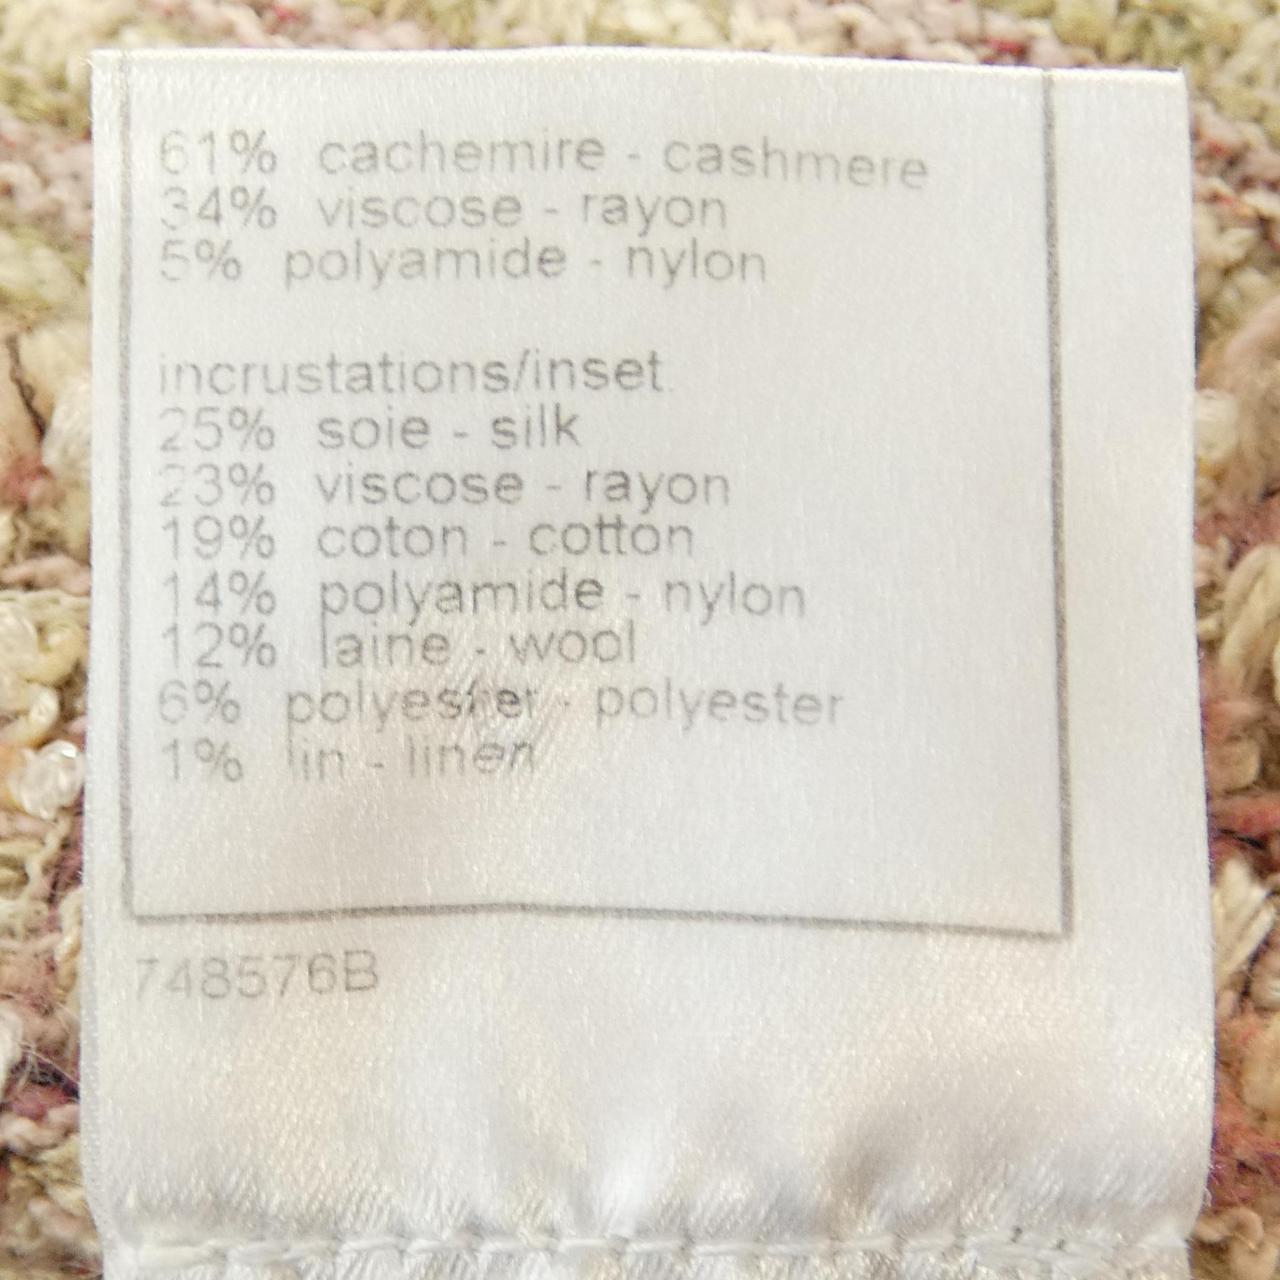 61% cachemire - cashmere
34% viscose - rayon
5% polyamide - nylon
incrustations/inset
25% soie - silk
23% viscose - rayon
19% coton - cotton
14% polyamide - nylon
12% laine - wool
6% polyester - polyester
1% lin - linen
748576B